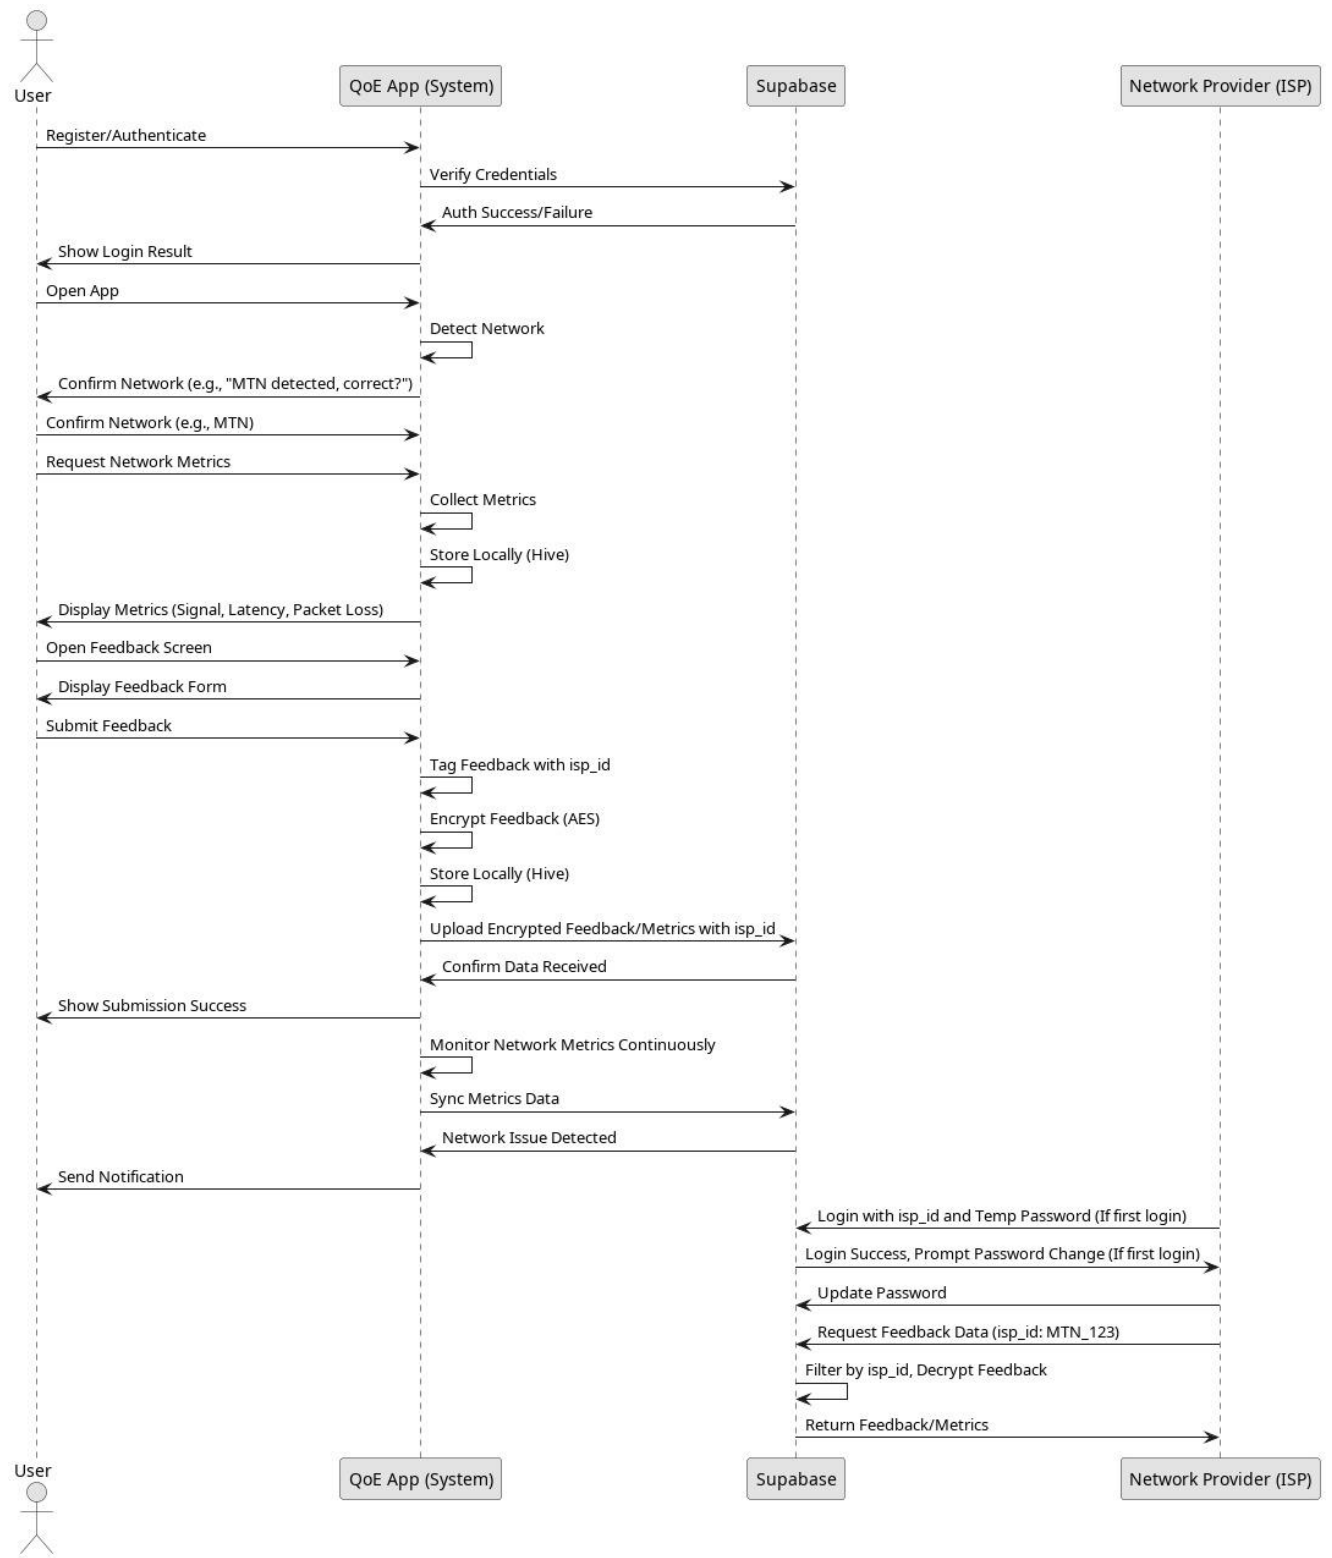 User
QoE App (System)
Supabase
Network Provider (ISP)
Register/Authenticate
Verify Credentials
Auth Success/Failure
Show Login Result
Open App
Detect Network
Confirm Network (e.g., "MTN detected, correct?")
Confirm Network (e.g., MTN)
Request Network Metrics
Collect Metrics
Store Locally (Hive)
Display Metrics (Signal, Latency, Packet Loss)
Open Feedback Screen
Display Feedback Form
Submit Feedback
Tag Feedback with isp_id
Encrypt Feedback (AES)
Store Locally (Hive)
Upload Encrypted Feedback/Metrics with isp_id
Confirm Data Received
Show Submission Success
Monitor Network Metrics Continuously
Sync Metrics Data
Network Issue Detected
Send Notification
Login with isp_id and Temp Password (If first login)
Login Success, Prompt Password Change (If first login)
Update Password
Request Feedback Data (isp_id: MTN_123)
Filter by isp_id, Decrypt Feedback
Return Feedback/Metrics
User
QoE App (System)
Supabase
Network Provider (ISP)